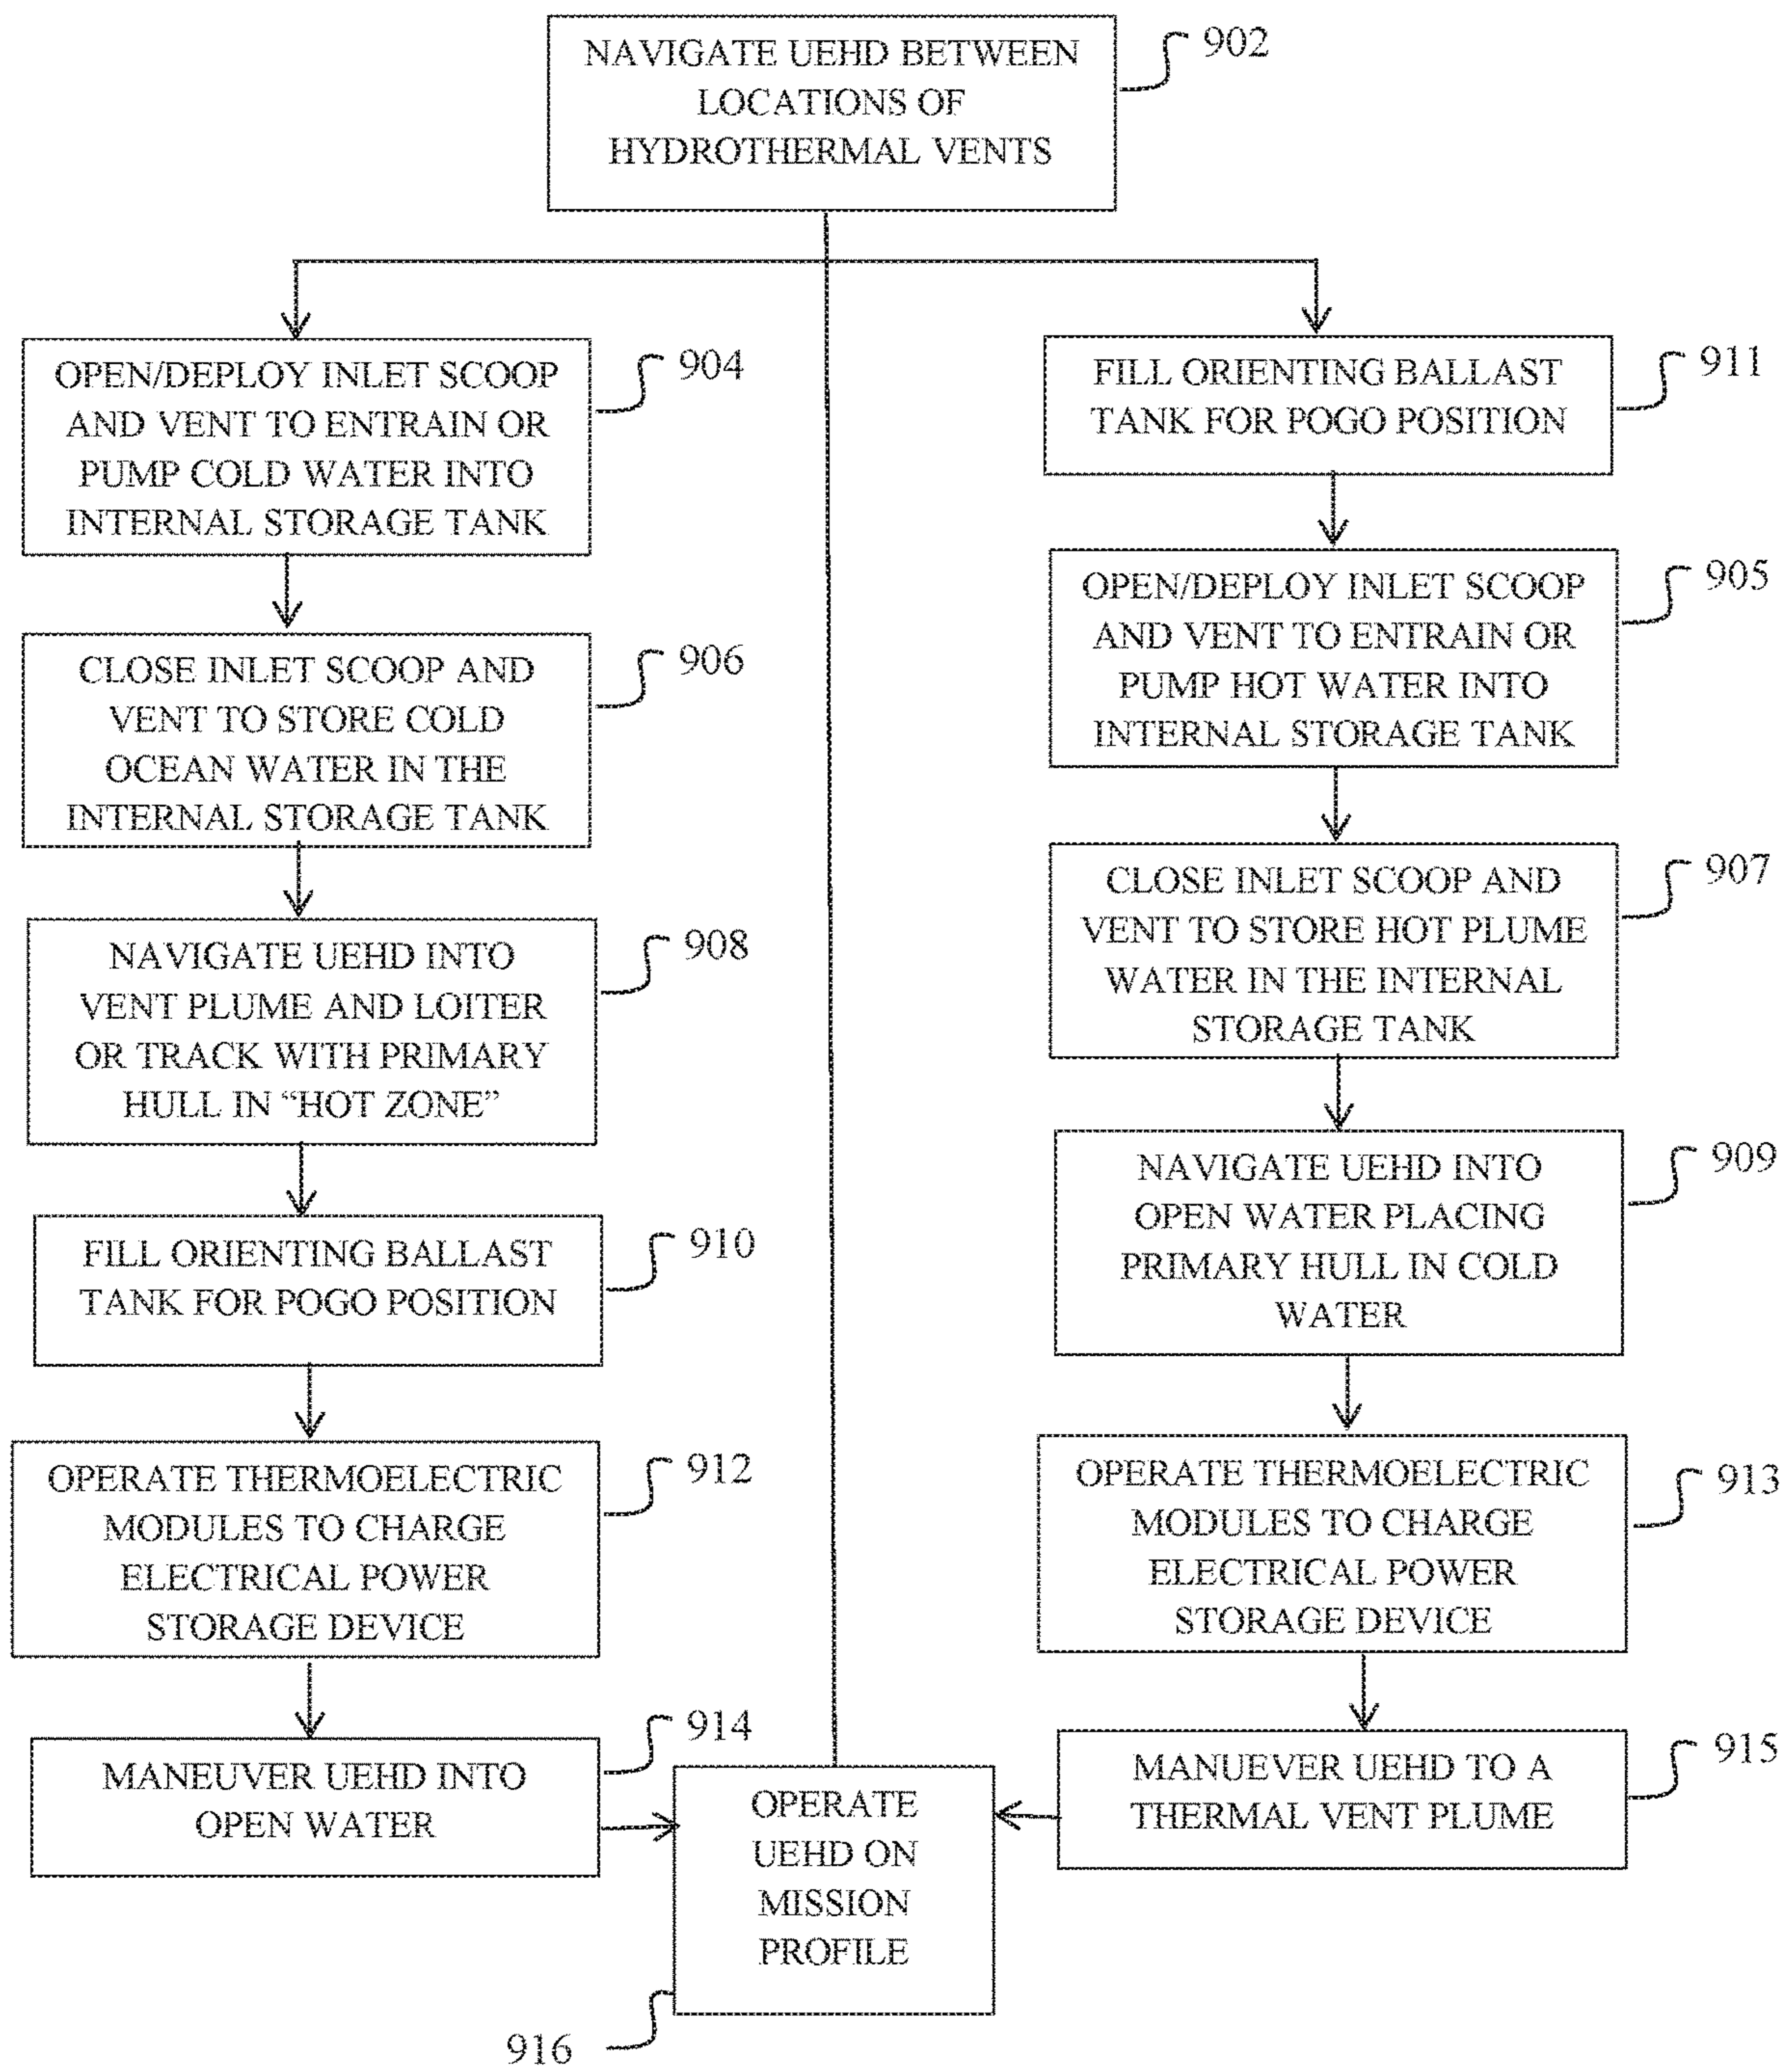 NAVIGATE UEHD BETWEEN
LOCATIONS OF
HYDROTHERMAL VENTS
902
OPEN/DEPLOY INLET SCOOP
AND VENT TO ENTRAIN OR
PUMP COLD WATER INTO
INTERNAL STORAGE TANK
904
CLOSE INLET SCOOP AND
VENT TO STORE COLD
OCEAN WATER IN THE
INTERNAL STORAGE TANK
906
NAVIGATE UEHD INTO
VENT PLUME AND LOITER
OR TRACK WITH PRIMARY
HULL IN “HOT ZONE”
908
FILL ORIENTING BALLAST
TANK FOR POGO POSITION
910
OPERATE THERMOELECTRIC
MODULES TO CHARGE
ELECTRICAL POWER
STORAGE DEVICE
912
MANEUVER UEHD INTO
OPEN WATER
914
FILL ORIENTING BALLAST
TANK FOR POGO POSITION
911
OPEN/DEPLOY INLET SCOOP
AND VENT TO ENTRAIN OR
PUMP HOT WATER INTO
INTERNAL STORAGE TANK
905
CLOSE INLET SCOOP AND
VENT TO STORE HOT PLUME
WATER IN THE INTERNAL
STORAGE TANK
907
NAVIGATE UEHD INTO
OPEN WATER PLACING
PRIMARY HULL IN COLD
WATER
909
OPERATE THERMOELECTRIC
MODULES TO CHARGE
ELECTRICAL POWER
STORAGE DEVICE
913
MANUEVER UEHD TO A
THERMAL VENT PLUME
915
OPERATE
UEHD ON
MISSION
PROFILE
916